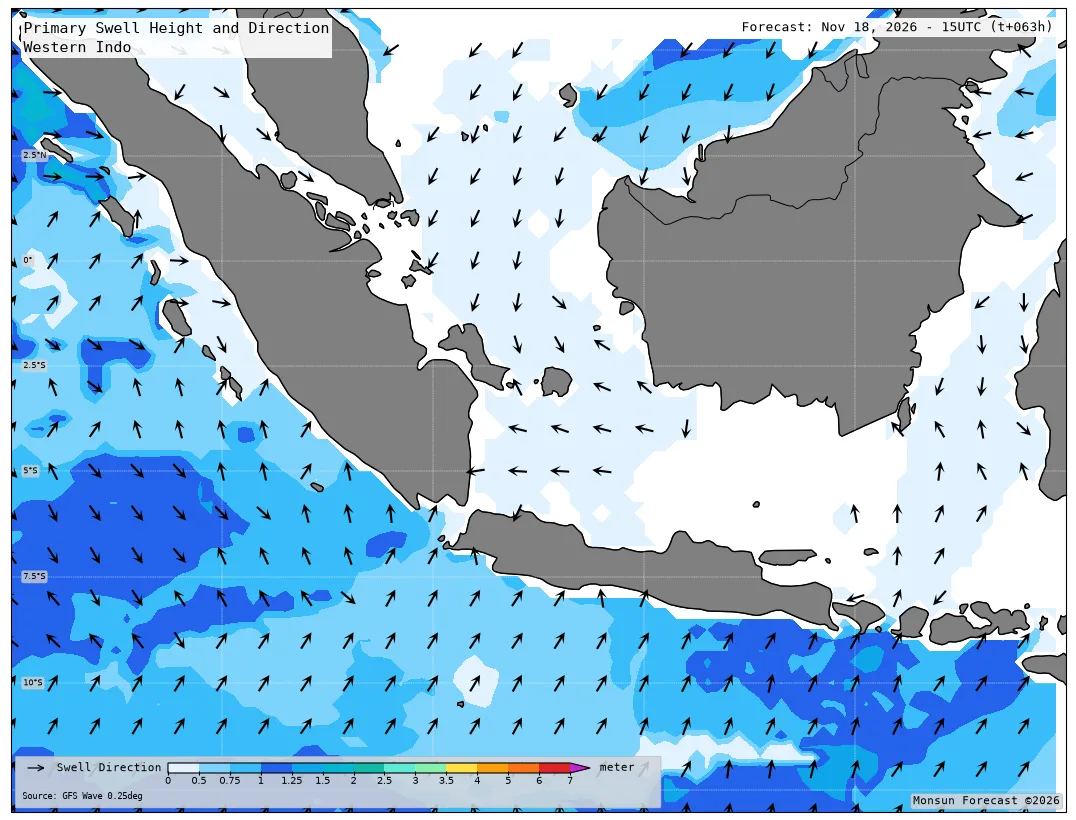 Primary Swell Height and Direction
Western Indo
Forecast: Nov 18, 2026 - 15UTC (t+063h)
2.5°N
0°
2.5°S
5°S
7.5°S
10°S
Swell Direction
0 0.5 0.75 1 1.25 1.5 2 2.5 3 3.5 4 5 6 7
meter
Source: GFS Wave 0.25deg
Monsun Forecast ©2026